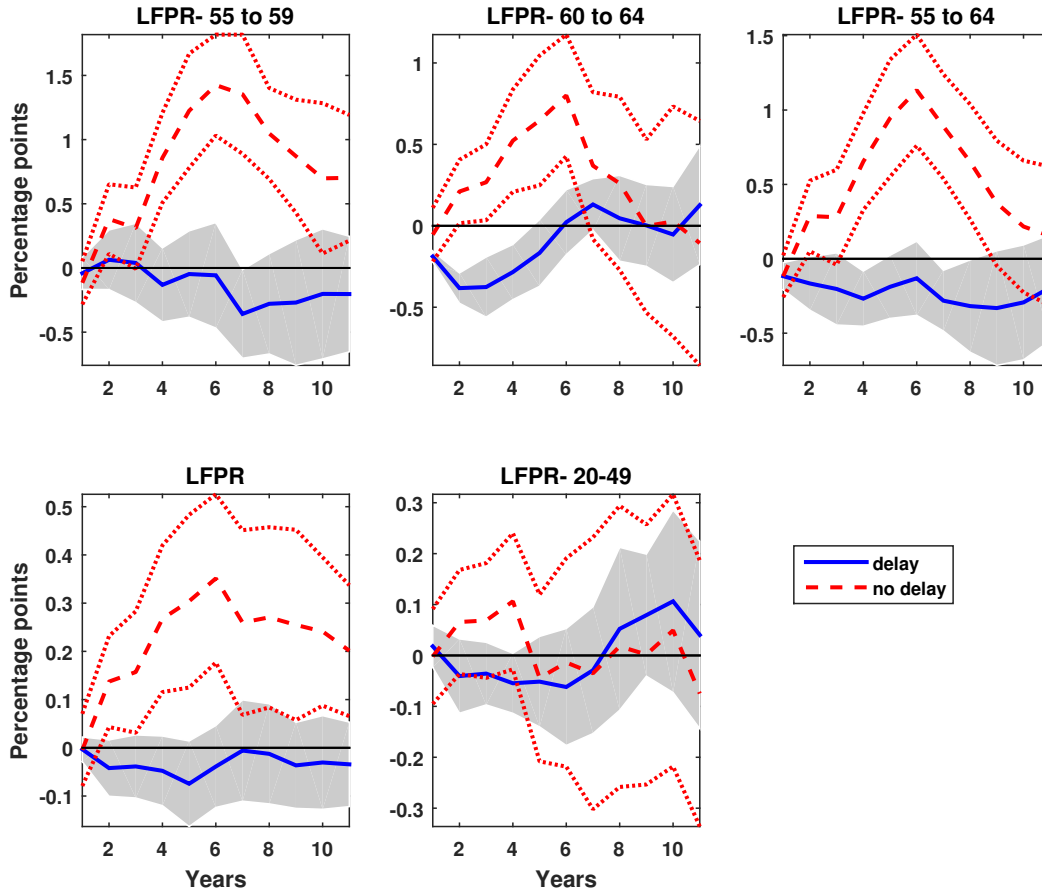 LFPR- 55 to 59
LFPR- 60 to 64
LFPR- 55 to 64
Percentage points
1.5
1
0.5
0
-0.5
2 4 6 8 10
1
0.5
0
-0.5
2 4 6 8 10
1.5
1
0.5
0
-0.5
2 4 6 8 10
LFPR
LFPR- 20-49
Percentage points
0.5
0.4
0.3
0.2
0.1
0
-0.1
2 4 6 8 10
Years
0.3
0.2
0.1
0
-0.1
-0.2
-0.3
2 4 6 8 10
Years
delay
no delay